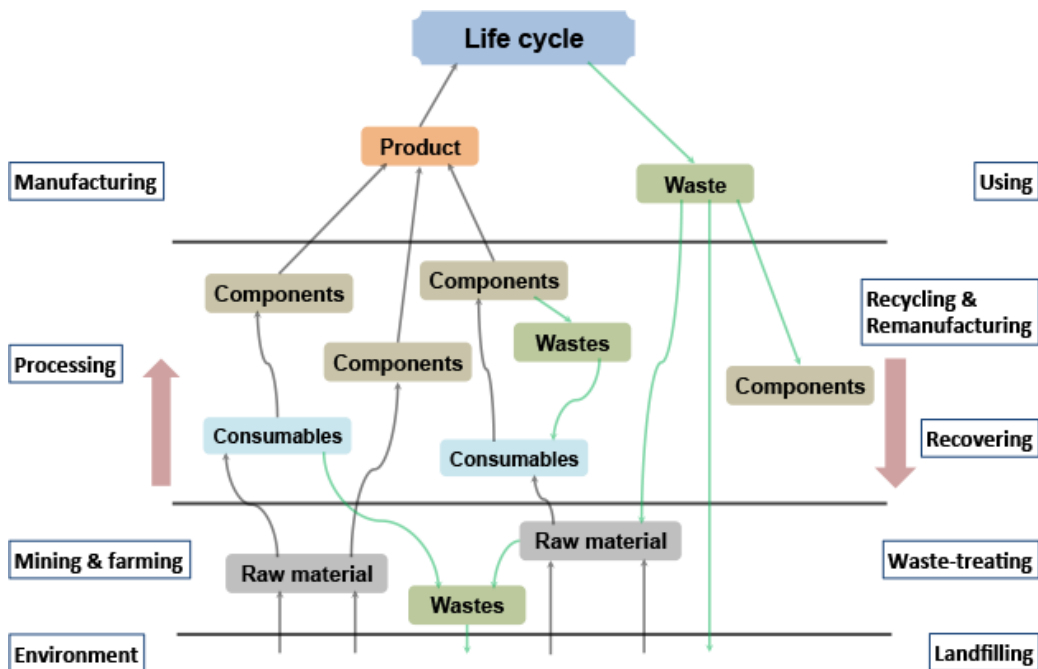 Life cycle
Product
Manufacturing
Waste
Using
Components
Components
Recycling &
Remanufacturing
Wastes
Processing
Components
Components
Consumables
Consumables
Recovering
Mining & farming
Raw material
Raw material
Waste-treating
Wastes
Environment
Landfilling